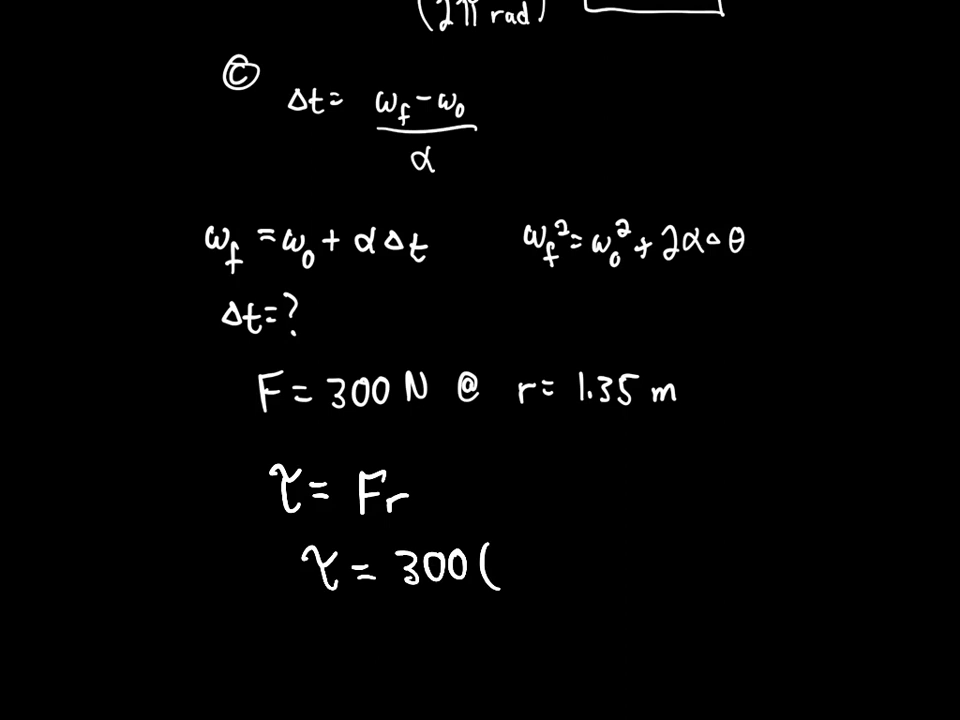 (2π rad)
ⓒ Δt = ω_f - ω_0 / α
ω_f = ω_0 + αΔt ω_f² = ω_0² + 2αΔθ
Δt = ?
F = 300 N @ r = 1.35 m
τ = Fr
τ = 300(